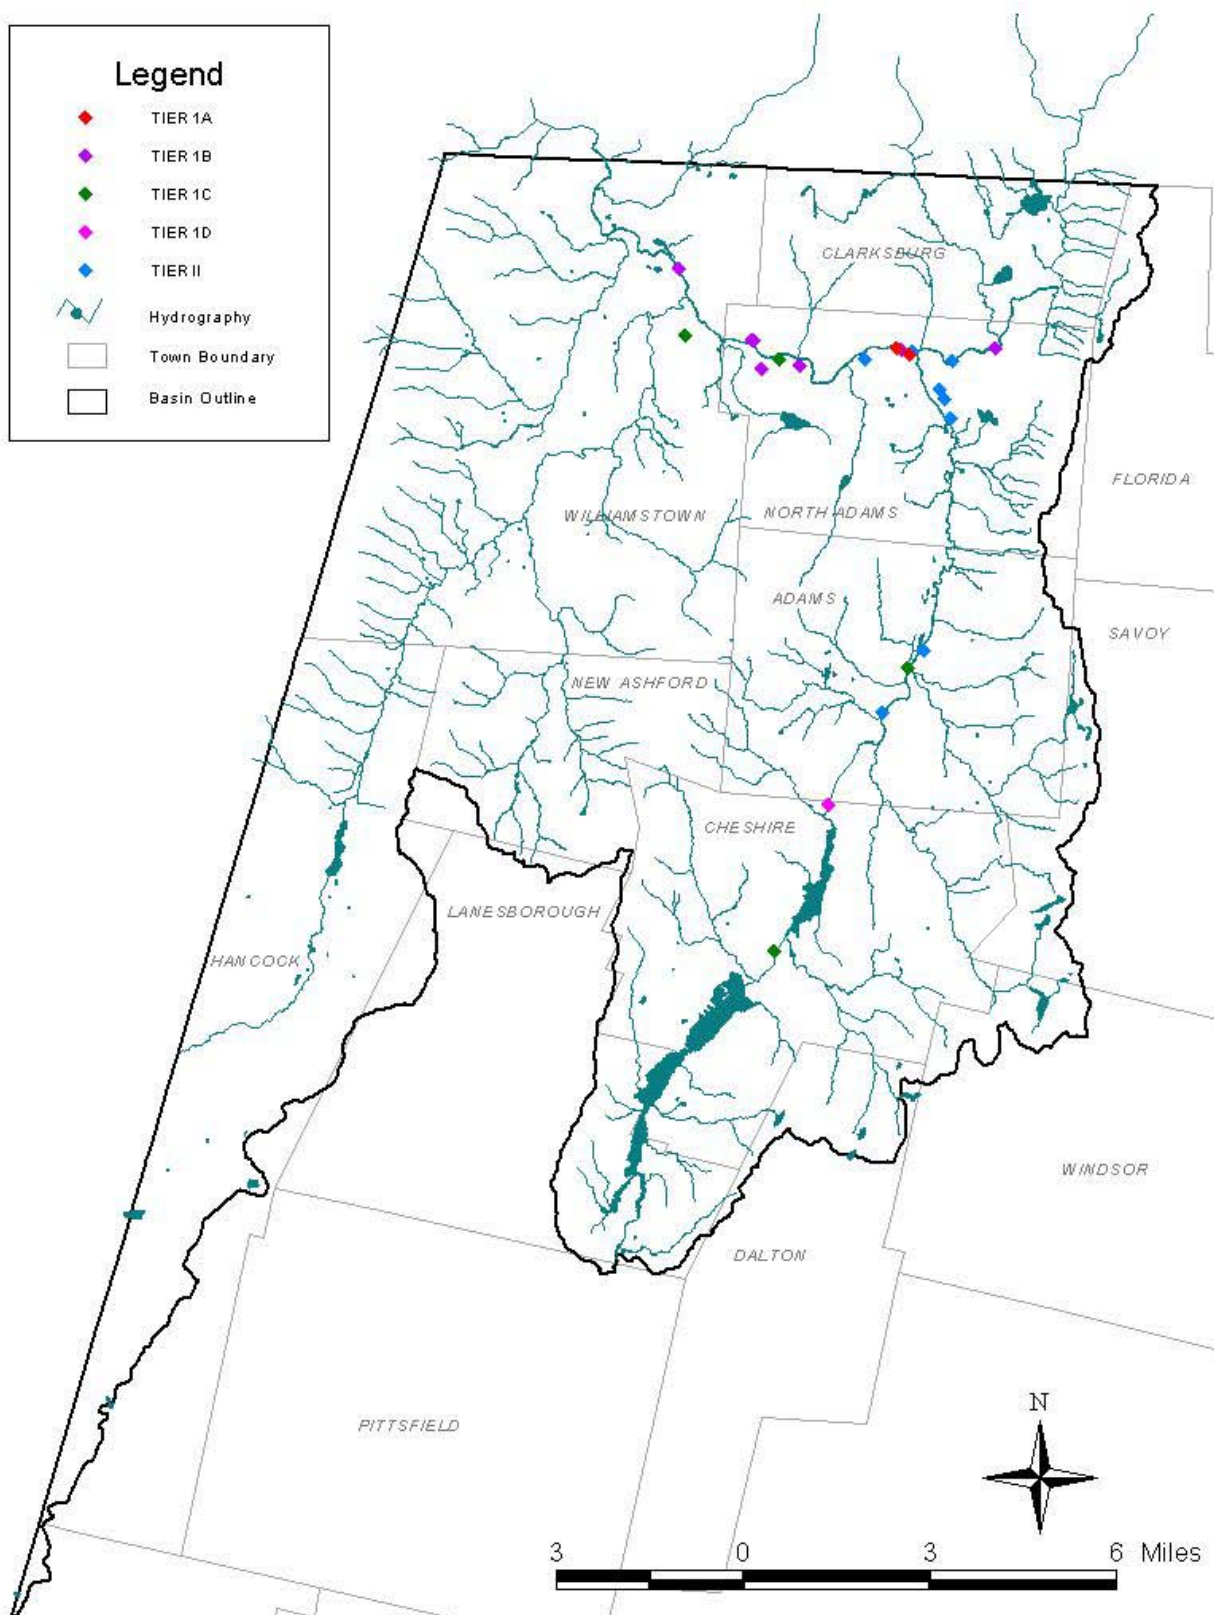 Legend
TIER 1A
TIER 1B
TIER 1C
TIER 1D
TIER II
Hydrography
Town Boundary
Basin Outline
CLARKSBURG
FLORIDA
WILLIAMSTOWN
NORTH ADAMS
ADAMS
SAVOY
NEW ASHFORD
CHESHIRE
LANESBOROUGH
HANCOCK
WINDSOR
DALTON
PITTSFIELD
N
3 0 3 6 Miles